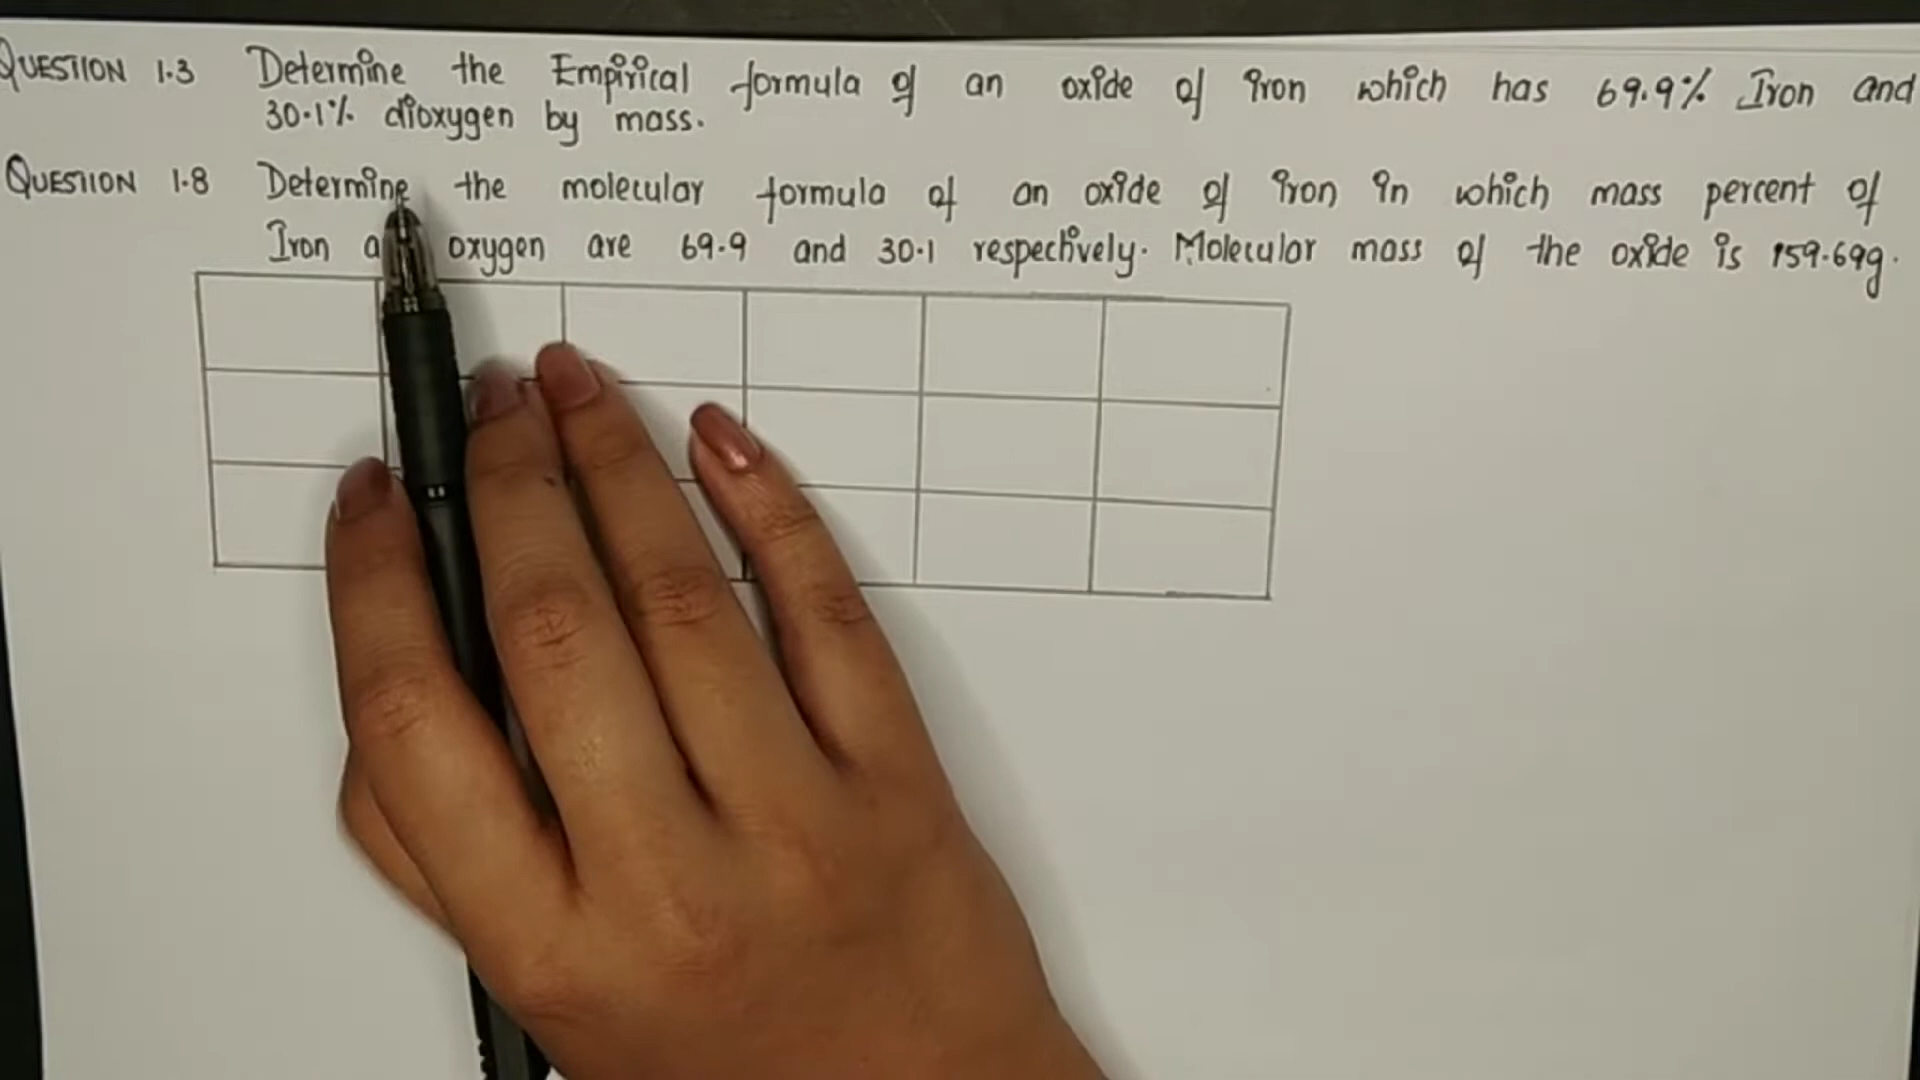 QUESTION 1.3 Determine the Empirical formula of an oxide of iron which has 69.9% Iron and
30.1% dioxygen by mass.
QUESTION 1.8 Determine the molecular formula of an oxide of iron in which mass percent of
Iron a oxygen are 69.9 and 30.1 respectively. Molecular mass of the oxide is 159.69g.